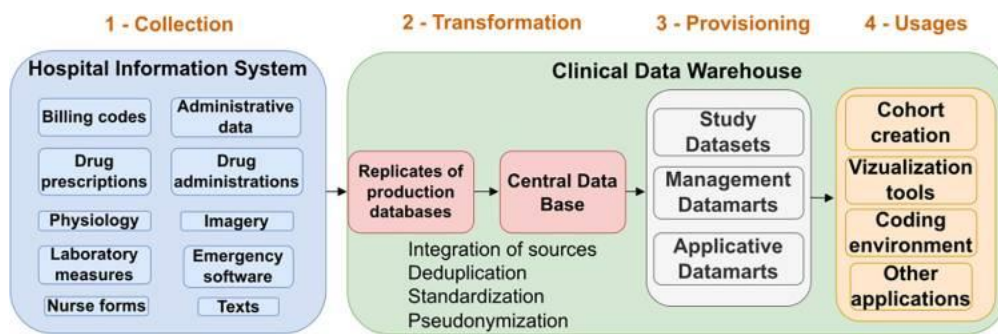 1 - Collection
2 - Transformation
3 - Provisioning
4 - Usages
Hospital Information System
Billing codes
Administrative
data
Drug
prescriptions
Drug
administrations
Physiology
Imagery
Laboratory
measures
Emergency
software
Nurse forms
Texts
Clinical Data Warehouse
Replicates of
production
databases
Central Data
Base
Integration of sources
Deduplication
Standardization
Pseudonymization
Study
Datasets
Management
Datamarts
Applicative
Datamarts
Cohort
creation
Vizualization
tools
Coding
environment
Other
applications